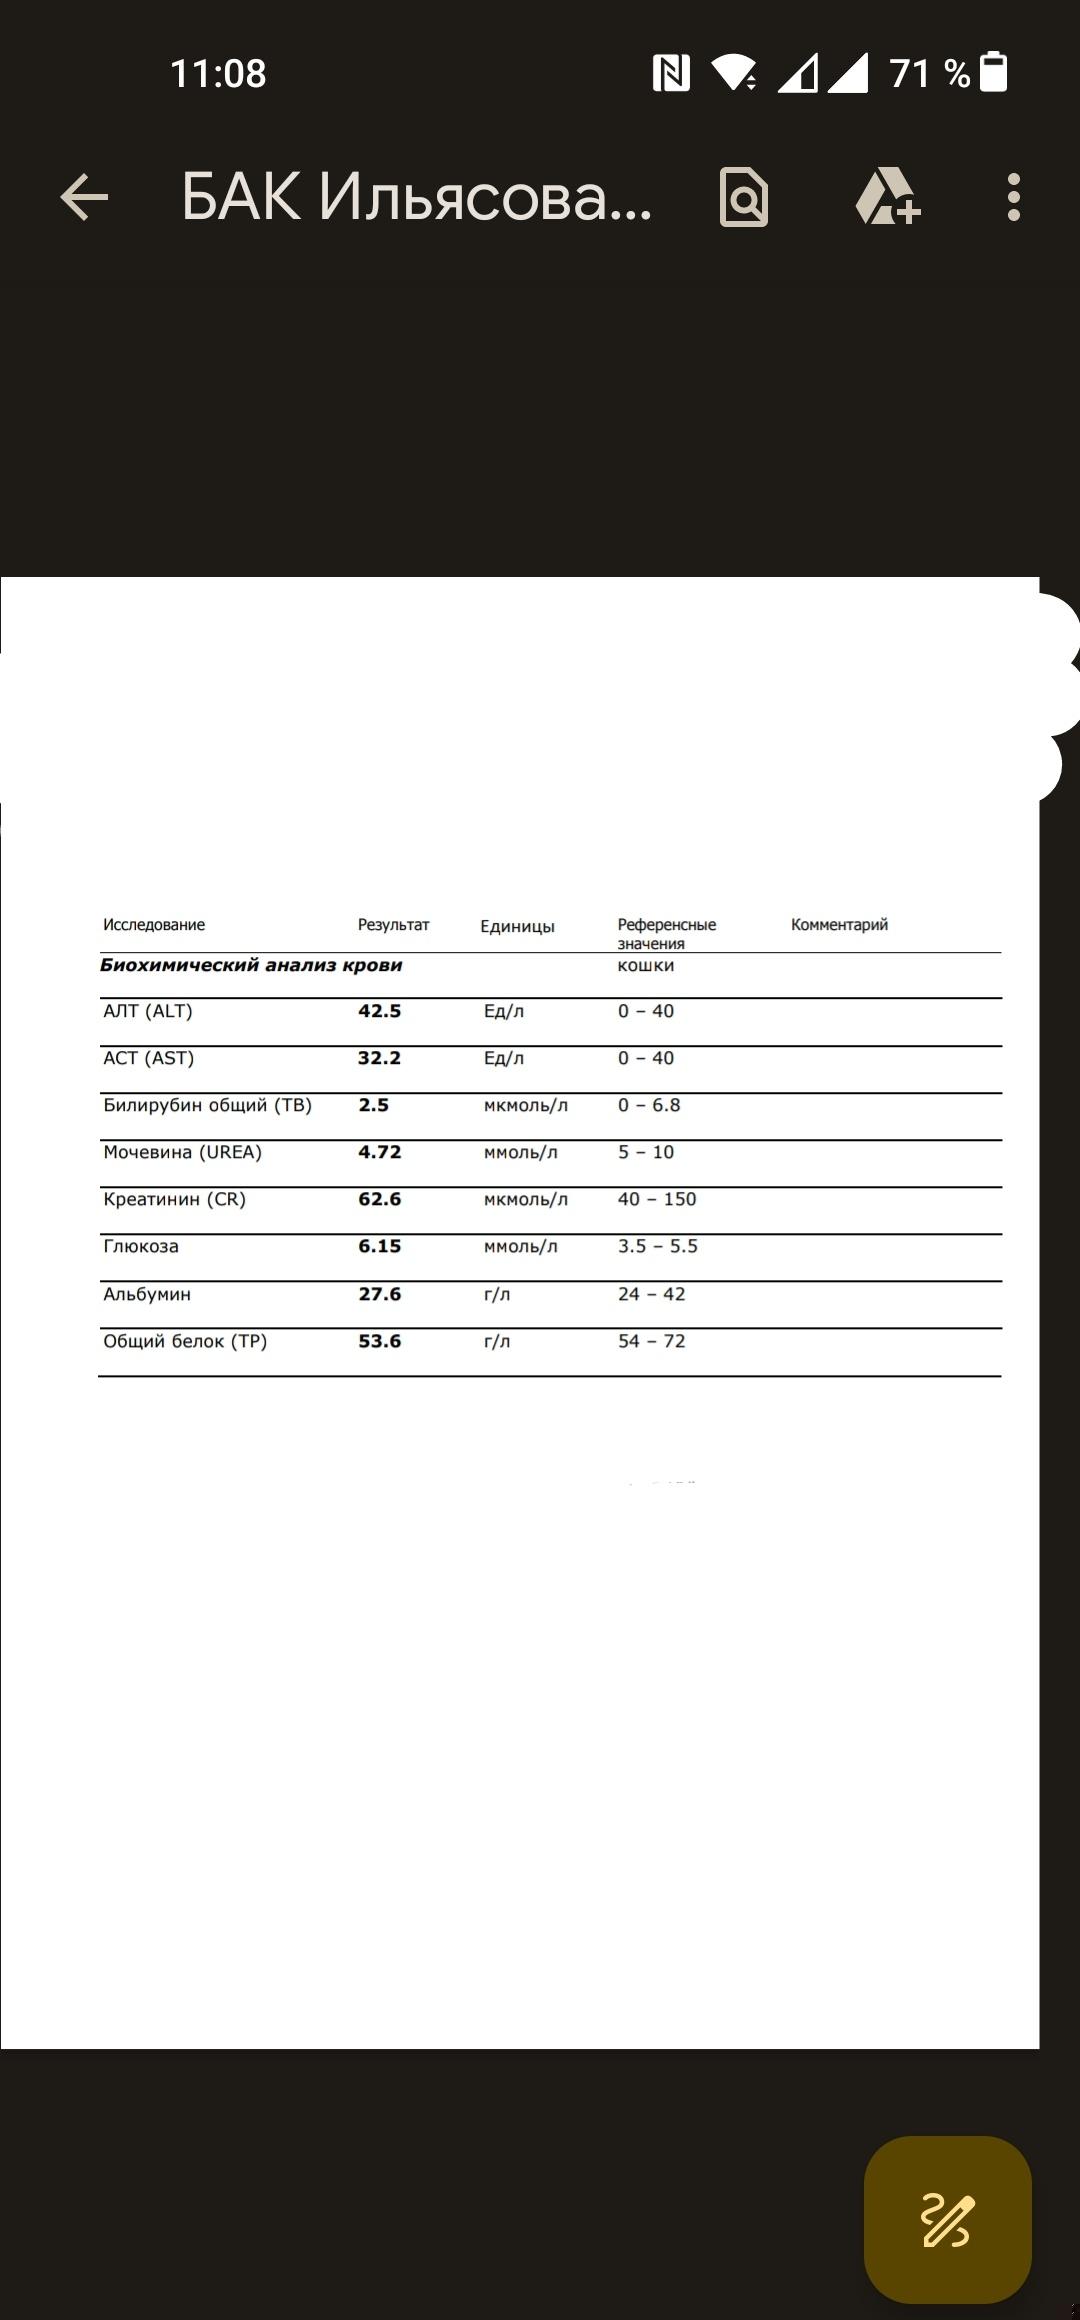 11:08 71 %
БАК Ильясова...
Исследование Результат Единицы Референсные значения Комментарий
Биохимический анализ крови кошки
АЛТ (ALT) 42.5 Ед/л 0 – 40
АСТ (AST) 32.2 Ед/л 0 – 40
Билирубин общий (ТВ) 2.5 мкмоль/л 0 – 6.8
Мочевина (UREA) 4.72 ммоль/л 5 – 10
Креатинин (CR) 62.6 мкмоль/л 40 – 150
Глюкоза 6.15 ммоль/л 3.5 – 5.5
Альбумин 27.6 г/л 24 – 42
Общий белок (ТР) 53.6 г/л 54 – 72